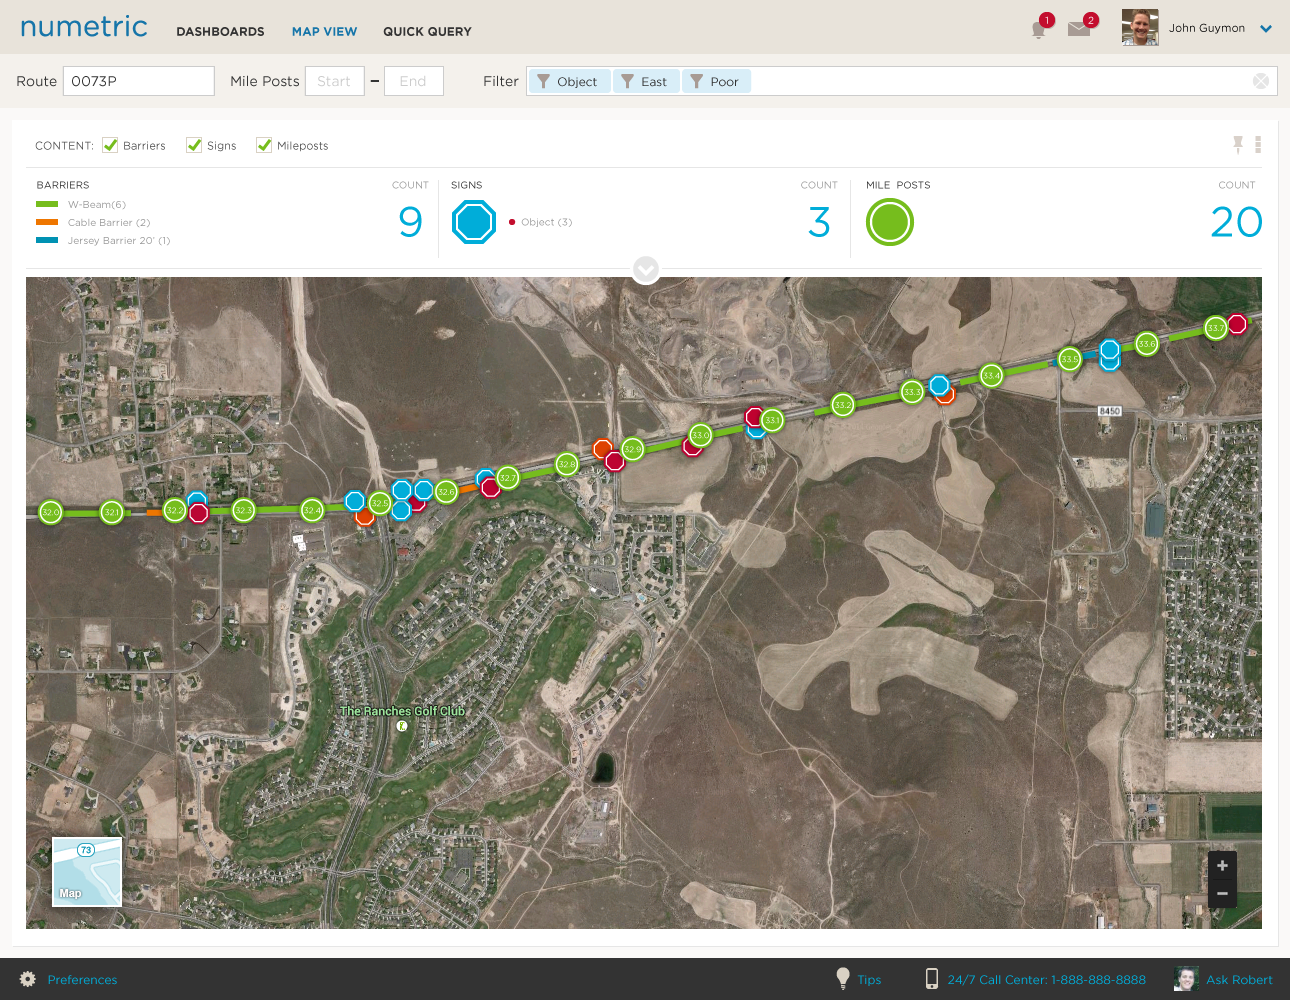 numetric
DASHBOARDS
MAP VIEW
QUICK QUERY
1
2
John Guymon
Route
0073P
Mile Posts
Start
–
End
Filter
Object
East
Poor
CONTENT:
Barriers
Signs
Mileposts
BARRIERS
COUNT
W-Beam(6)
Cable Barrier (2)
Jersey Barrier 20' (1)
9
SIGNS
COUNT
Object (3)
3
MILE POSTS
COUNT
20
33.7
33.6
33.5
33.4
33.3
33.2
8450
33.1
33.0
32.9
32.8
32.7
32.6
32.5
32.4
32.3
32.2
32.1
32.0
The Ranches Golf Club
73
Map
+
−
Preferences
Tips
24/7 Call Center: 1-888-888-8888
Ask Robert